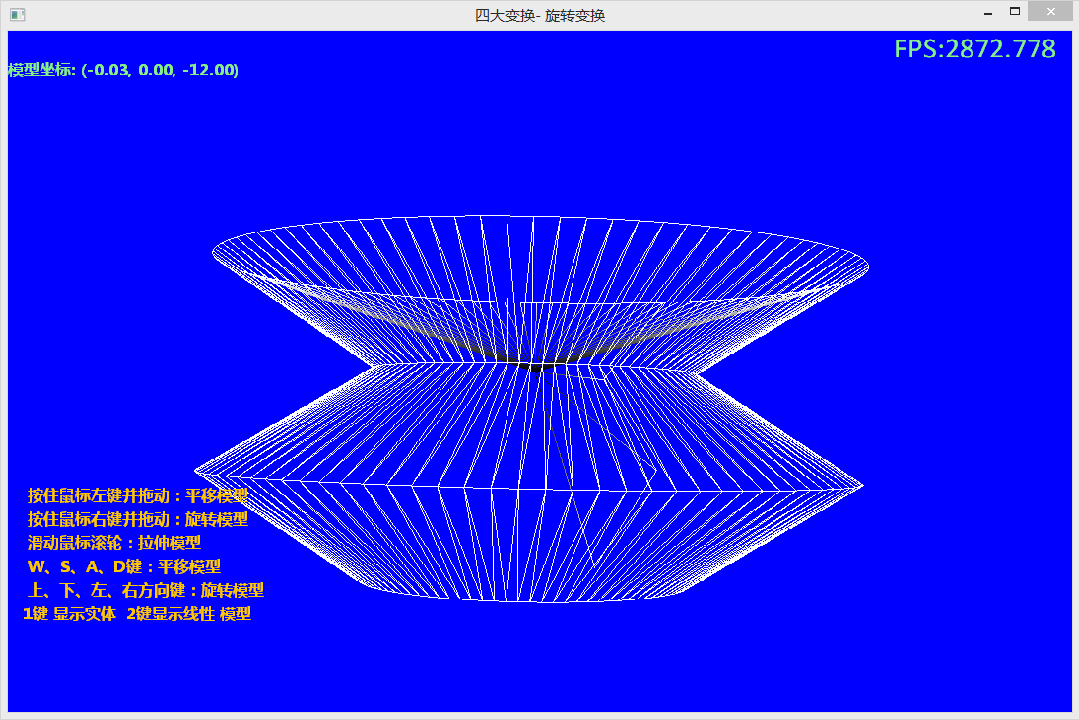 四大变换- 旋转变换
FPS:2872.778
模型坐标: (-0.03, 0.00, -12.00)
按住鼠标左键并拖动：平移模型
按住鼠标右键并拖动：旋转模型
滑动鼠标滚轮：拉伸模型
W、S、A、D键：平移模型
上、下、左、右方向键：旋转模型
1键 显示实体  2键显示线性 模型